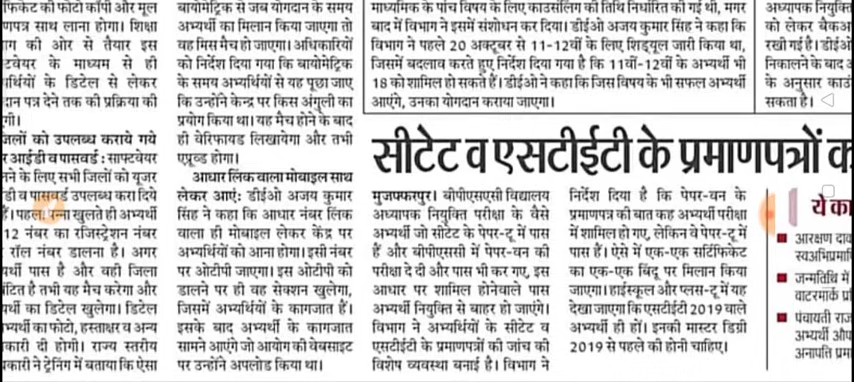 फिकेट की फोटो कॉपी और मूल
णपत्र साथ लाना होगा। शिक्षा
ाग की ओर से तैयार इस
टवेयर के माध्यम से ही
र्थियों के डिटेल से लेकर
दान पत्र देने तक की प्रक्रिया की
गी।
जेलों को उपलब्ध कराये गये
र आईडी व पासवर्ड : साफ्टवेयर
नने के लिए सभी जिलों को यूजर
डी व पासवर्ड उपलब्ध करा दिये
हैं। पहला पन्ना खुलते ही अभ्यर्थी
12 नंबर का रजिस्ट्रेशन नंबर
रॉल नंबर डालना है। अगर
यर्थी पास है और वही जिला
टित है तभी यह मैच करेगा और
यर्थी का डिटेल खुलेगा। डिटेल
भ्यर्थी का फोटो, हस्ताक्षर व अन्य
कारी दी होगी। राज्य स्तरीय
कारी ने ट्रेनिंग में बताया कि ऐसा
बायोमेट्रिक से जब योगदान के समय
अभ्यर्थी का मिलान किया जाएगा तो
वह मिस मैच हो जाएगा। अधिकारियों
को निर्देश दिया गया कि बायोमेट्रिक
के समय अभ्यर्थियों से यह पूछा जाए
कि उन्होंने केन्द्र पर किस अंगुली का
प्रयोग किया था। यह मैच होने के बाद
ही वेरिफायड लिखायेगा और तभी
एप्रूव्ड होगा।
आधार लिंक वाला मोबाइल साथ
लेकर आएं: डीईओ अजय कुमार
सिंह ने कहा कि आधार नंबर लिंक
वाला ही मोबाइल लेकर केंद्र पर
अभ्यर्थियों को आना होगा। इसी नंबर
पर ओटीपी जाएगा। इस ओटीपी को
डालने पर ही वह सेक्शन खुलेगा,
जिसमें अभ्यर्थियों के कागजात हैं।
इसके बाद अभ्यर्थी के कागजात
सामने आएंगे जो आयोग की वेबसाइट
पर उन्होंने अपलोड किया था।
माध्यमिक के पांच विषय के लिए काउंसलिंग की तिथि निर्धारित की गई थी, मगर
बाद में विभाग ने इसमें संशोधन कर दिया। डीईओ अजय कुमार सिंह ने कहा कि
विभाग ने पहले 20 अक्टूबर से 11-12वीं के लिए शिड्यूल जारी किया था,
जिसमें बदलाव करते हुए निर्देश दिया गया है कि 11वीं-12वीं के अभ्यर्थी भी
18 को शामिल हो सकते हैं। डीईओ ने कहा कि जिस विषय के भी सफल अभ्यर्थी
आएंगे, उनका योगदान कराया जाएगा।
अध्यापक नियुक्ति
को लेकर बैकअ
रखी गई है। डीईओ
निकालने के बाद अ
के अनुसार काउं
सकता है।
सीटेट व एसटीईटी के प्रमाणपत्रों क
मुजफ्फरपुर। बीपीएससी विद्यालय
अध्यापक नियुक्ति परीक्षा के वैसे
अभ्यर्थी जो सीटेट के पेपर-टू में पास
हैं और बीपीएससी में पेपर-वन की
परीक्षा दे दी और पास भी कर गए, इस
आधार पर शामिल होनेवाले पास
अभ्यर्थी नियुक्ति से बाहर हो जाएंगे।
विभाग ने अभ्यर्थियों के सीटेट व
एसटीईटी के प्रमाणपत्रों की जांच की
विशेष व्यवस्था बनाई है। विभाग ने
निर्देश दिया है कि पेपर-वन के
प्रमाणपत्र की बात कह अभ्यर्थी परीक्षा
में शामिल हो गए, लेकिन वे पेपर-टू में
पास हैं। ऐसे में एक-एक सर्टिफिकेट
का एक-एक बिंदू पर मिलान किया
जाएगा। हाईस्कूल और प्लस-टू में यह
देखा जाएगा कि एसटीईटी 2019 वाले
अभ्यर्थी ही हों। इनकी मास्टर डिग्री
2019 से पहले की होनी चाहिए।
ये का
आरक्षण दाव
स्वअभिप्रमाि
जन्मतिथि में
वाटरमार्क प्र
पंचायती राज
अभ्यर्थी औप
अनापति प्रम